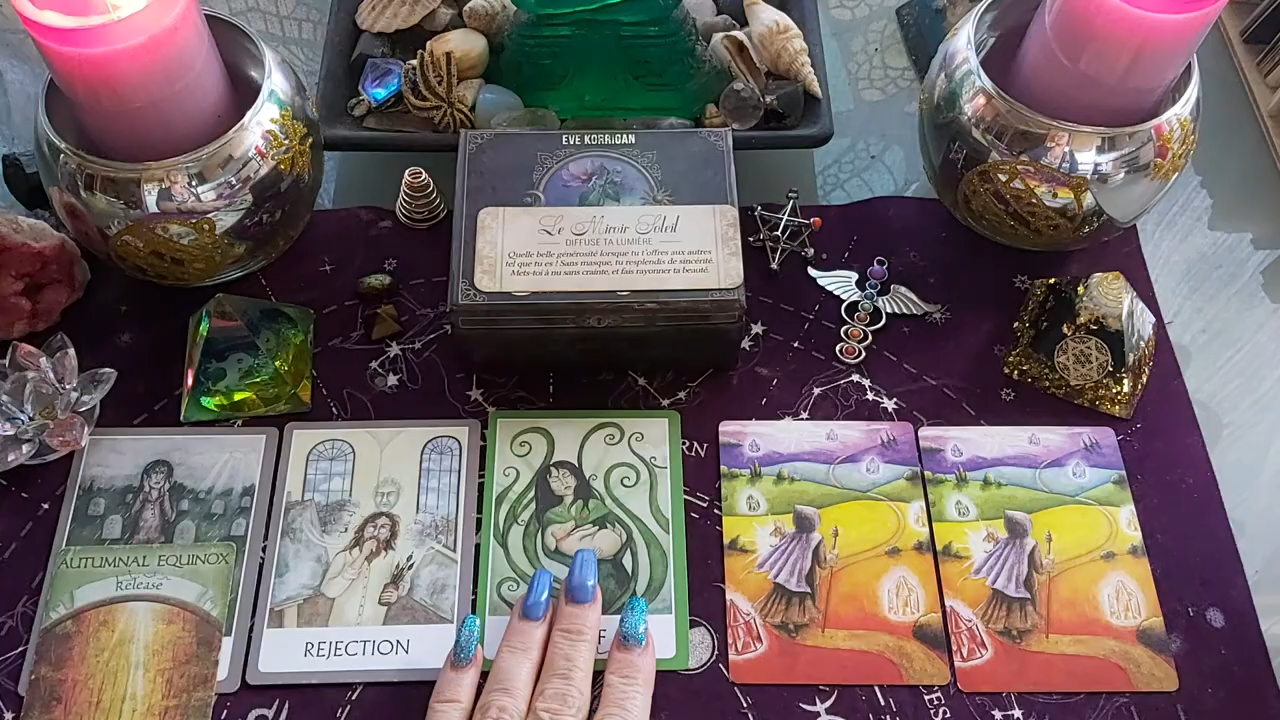 EVE KORRIGAN
Le Miroir Soleil
DIFFUSE TA LUMIÈRE
Quelle belle générosité lorsque tu t'offres aux autres
tel que tu es ! Sans masque, tu resplendis de sincérité.
Mets-toi à nu sans crainte, et fais rayonner ta beauté.
RN
AUTUMNAL EQUINOX
Release
REJECTION
F
ES